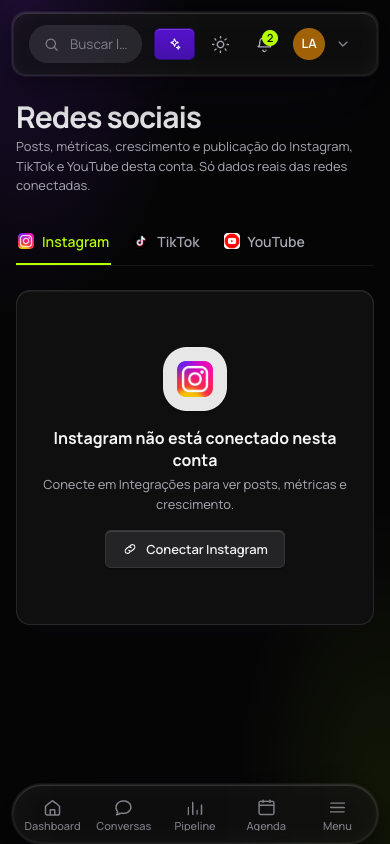 Buscar l...
2
LA
Redes sociais
Posts, métricas, crescimento e publicação do Instagram,
TikTok e YouTube desta conta. Só dados reais das redes
conectadas.
Instagram
TikTok
YouTube
Instagram não está conectado nesta
conta
Conecte em Integrações para ver posts, métricas e
crescimento.
Conectar Instagram
Dashboard
Conversas
Pipeline
Agenda
Menu